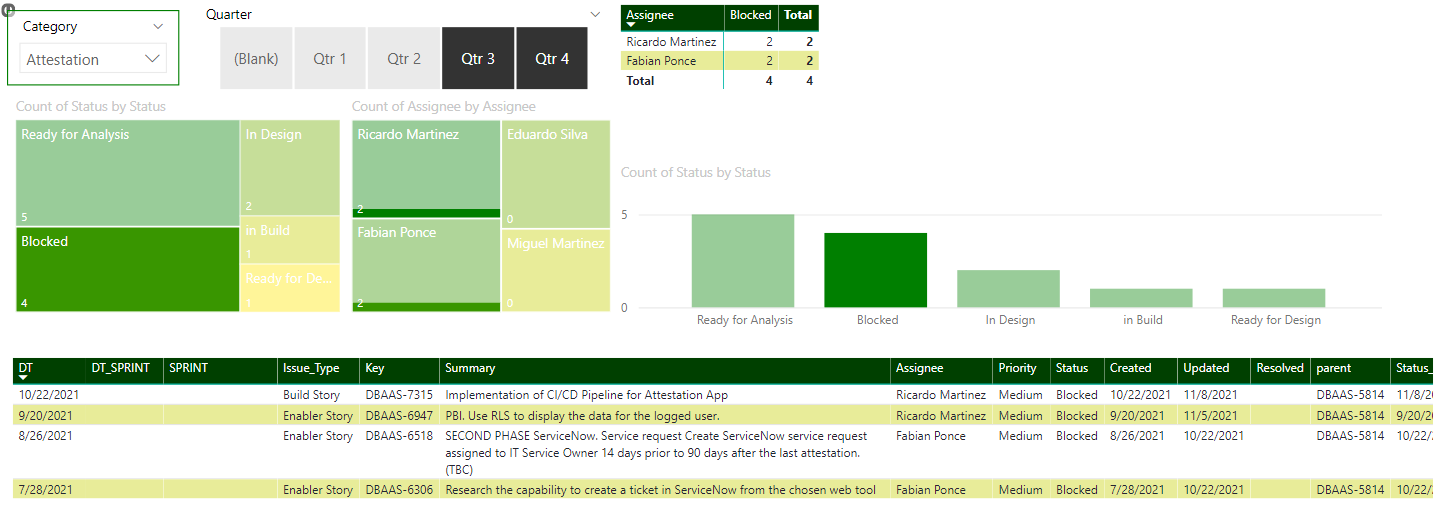 Category
Attestation
Quarter
(Blank) Qtr 1 Qtr 2 Qtr 3 Qtr 4
Assignee Blocked Total
Ricardo Martinez 2 2
Fabian Ponce 2 2
Total 4 4
Count of Status by Status
Ready for Analysis
5
Blocked
4
In Design
2
in Build
1
Ready for De...
1
Count of Assignee by Assignee
Ricardo Martinez
2
Fabian Ponce
2
Eduardo Silva
0
Miguel Martinez
0
Count of Status by Status
5
0
Ready for Analysis Blocked In Design in Build Ready for Design
DT DT_SPRINT SPRINT Issue_Type Key Summary Assignee Priority Status Created Updated Resolved parent Status_
10/22/2021 Build Story DBAAS-7315 Implementation of CI/CD Pipeline for Attestation App Ricardo Martinez Medium Blocked 10/22/2021 11/8/2021 DBAAS-5814 11/8/20
9/20/2021 Enabler Story DBAAS-6947 PBI. Use RLS to display the data for the logged user. Ricardo Martinez Medium Blocked 9/20/2021 11/5/2021 DBAAS-5814 9/20/20
8/26/2021 Enabler Story DBAAS-6518 SECOND PHASE ServiceNow. Service request Create ServiceNow service request Fabian Ponce Medium Blocked 8/26/2021 10/22/2021 DBAAS-5814 10/22/
assigned to IT Service Owner 14 days prior to 90 days after the last attestation.
(TBC)
7/28/2021 Enabler Story DBAAS-6306 Research the capability to create a ticket in ServiceNow from the chosen web tool Fabian Ponce Medium Blocked 7/28/2021 10/22/2021 DBAAS-5814 10/22/